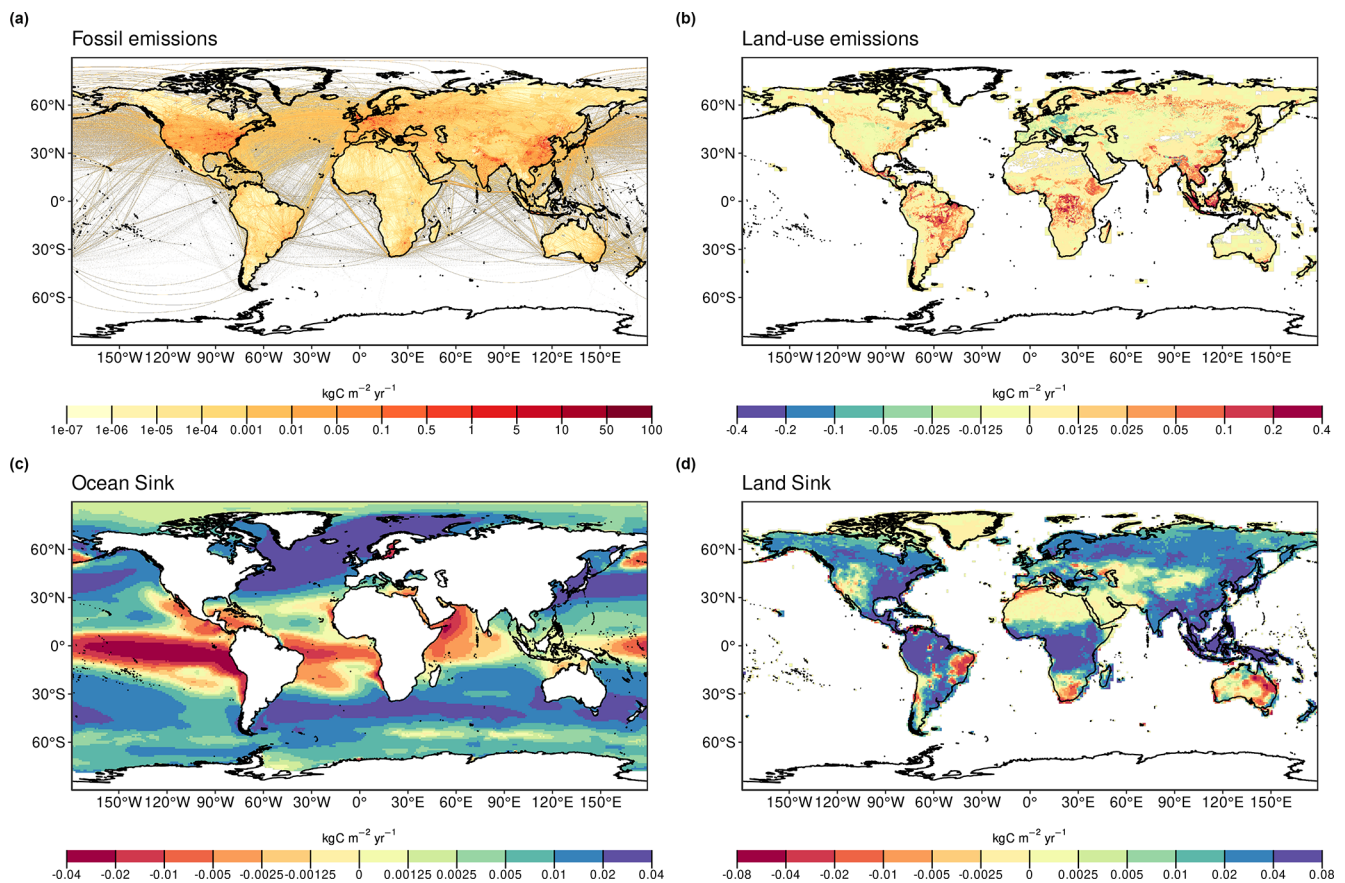 (a)
Fossil emissions
60°N
30°N
0°
30°S
60°S
150°W 120°W 90°W 60°W 30°W 0° 30°E 60°E 90°E 120°E 150°E
kgC m−2 yr−1
1e-07 1e-06 1e-05 1e-04 0.001 0.01 0.05 0.1 0.5 1 5 10 50 100
(b)
Land-use emissions
60°N
30°N
0°
30°S
60°S
150°W 120°W 90°W 60°W 30°W 0° 30°E 60°E 90°E 120°E 150°E
kgC m−2 yr−1
-0.4 -0.2 -0.1 -0.05 -0.025 -0.0125 0 0.0125 0.025 0.05 0.1 0.2 0.4
(c)
Ocean Sink
60°N
30°N
0°
30°S
60°S
150°W 120°W 90°W 60°W 30°W 0° 30°E 60°E 90°E 120°E 150°E
kgC m−2 yr−1
-0.04 -0.02 -0.01 -0.005 -0.0025 -0.00125 0 0.00125 0.0025 0.005 0.01 0.02 0.04
(d)
Land Sink
60°N
30°N
0°
30°S
60°S
150°W 120°W 90°W 60°W 30°W 0° 30°E 60°E 90°E 120°E 150°E
kgC m−2 yr−1
-0.08 -0.04 -0.02 -0.01 -0.005 -0.0025 0 0.0025 0.005 0.01 0.02 0.04 0.08